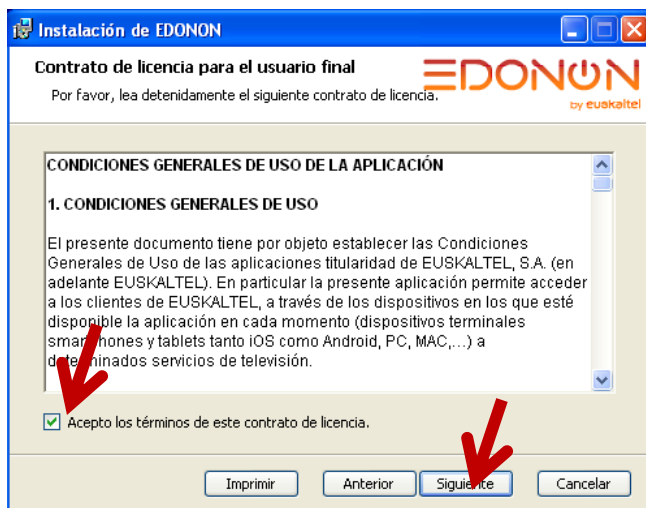 Instalación de EDONON
Contrato de licencia para el usuario final
Por favor, lea detenidamente el siguiente contrato de licencia.
EDONON
by euskaltel
CONDICIONES GENERALES DE USO DE LA APLICACIÓN
1. CONDICIONES GENERALES DE USO
El presente documento tiene por objeto establecer las Condiciones
Generales de Uso de las aplicaciones titularidad de EUSKALTEL, S.A. (en
adelante EUSKALTEL). En particular la presente aplicación permite acceder
a los clientes de EUSKALTEL, a través de los dispositivos en los que esté
disponible la aplicación en cada momento (dispositivos terminales
smartphones y tablets tanto iOS como Android, PC, MAC,...) a
determinados servicios de televisión.
Acepto los términos de este contrato de licencia.
Imprimir Anterior Siguiente Cancelar